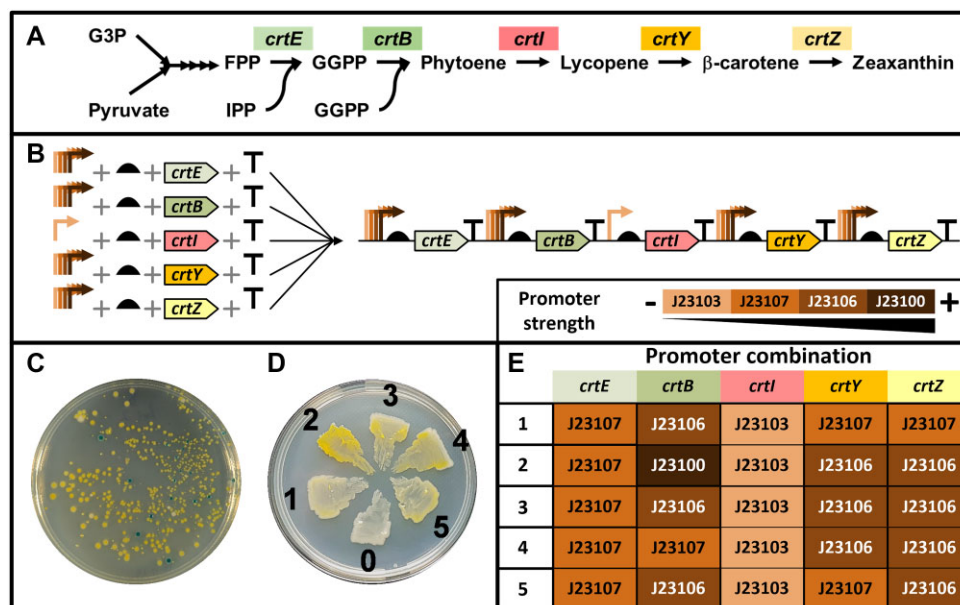 A
G3P
Pyruvate
FPP
IPP
crtE
GGPP
crtB
GGPP
Phytoene
crtI
Lycopene
crtY
β-carotene
crtZ
Zeaxanthin
B
+ + crtE +
+ + crtB +
+ + crtI +
+ + crtY +
+ + crtZ +
crtE crtB crtI crtY crtZ
Promoter strength
- J23103 J23107 J23106 J23100 +
C
D
0
1
2
3
4
5
E
Promoter combination
crtE crtB crtI crtY crtZ
1 J23107 J23106 J23103 J23107 J23107
2 J23107 J23100 J23103 J23106 J23106
3 J23107 J23106 J23103 J23106 J23106
4 J23107 J23107 J23103 J23106 J23106
5 J23107 J23106 J23103 J23107 J23106